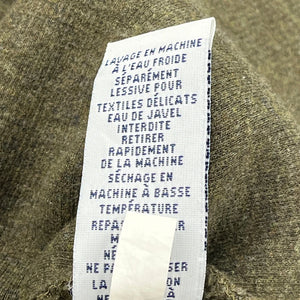 LAVAGE EN MACHINE
À L'EAU FROIDE
SÉPARÉMENT
LESSIVE POUR
TEXTILES DÉLICATS
EAU DE JAVEL
INTERDITE
RETIRER
RAPIDEMENT
DE LA MACHINE
SÉCHAGE EN
MACHINE À BASSE
TEMPÉRATURE
NE